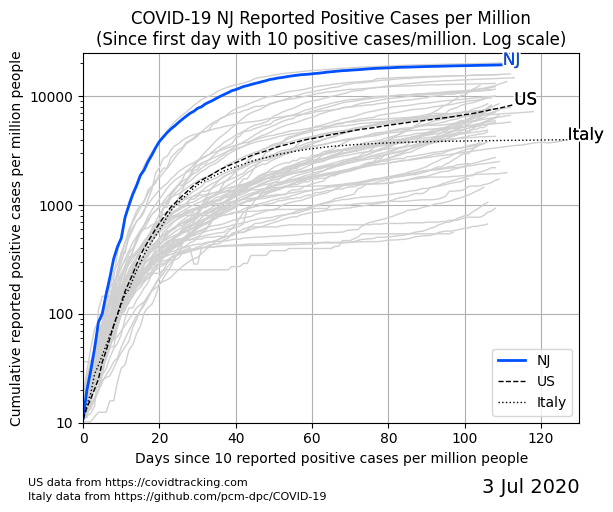 COVID-19 NJ Reported Positive Cases per Million
(Since first day with 10 positive cases/million. Log scale)
Cumulative reported positive cases per million people
10000
1000
100
10
NJ
US
Italy
NJ
US
Italy
0 20 40 60 80 100 120
Days since 10 reported positive cases per million people
US data from https://covidtracking.com
Italy data from https://github.com/pcm-dpc/COVID-19
3 Jul 2020